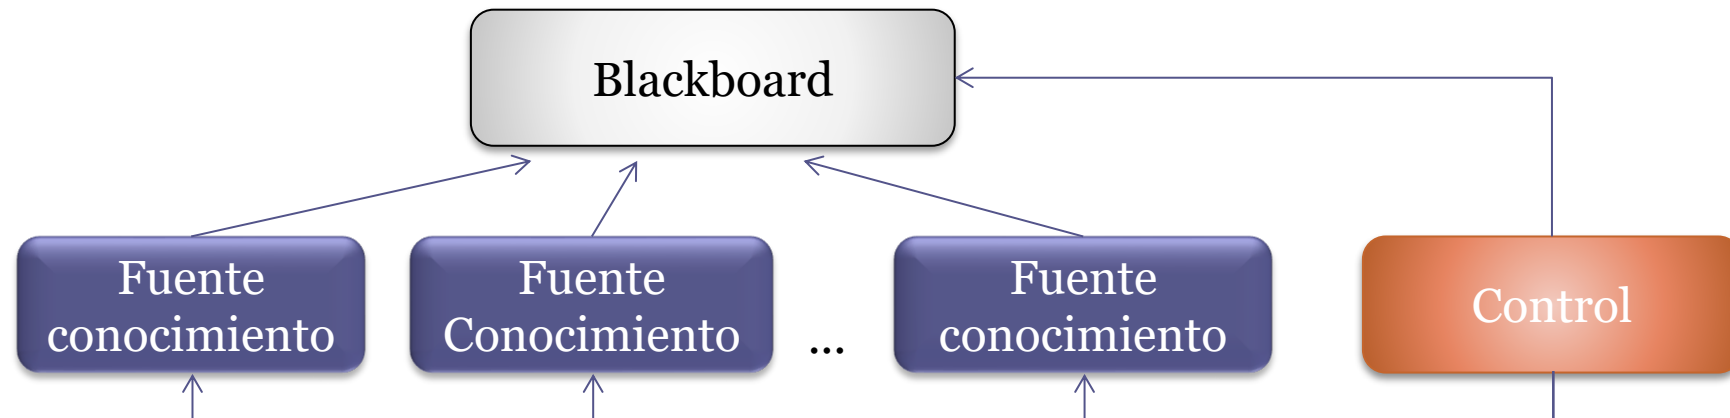 Blackboard
Fuente
conocimiento
Fuente
Conocimiento
...
Fuente
conocimiento
Control